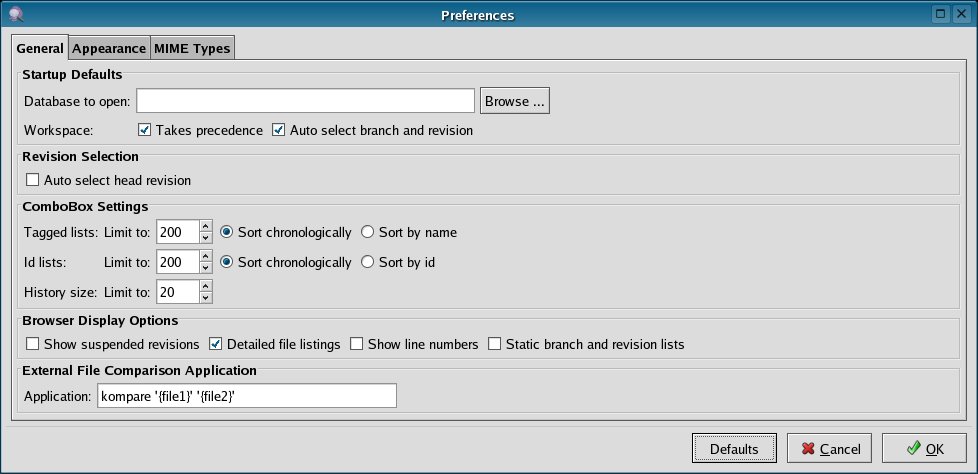 Preferences
General Appearance MIME Types
Startup Defaults
Database to open: Browse ...
Workspace: Takes precedence Auto select branch and revision
Revision Selection
Auto select head revision
ComboBox Settings
Tagged lists: Limit to: 200 Sort chronologically Sort by name
Id lists: Limit to: 200 Sort chronologically Sort by id
History size: Limit to: 20
Browser Display Options
Show suspended revisions Detailed file listings Show line numbers Static branch and revision lists
External File Comparison Application
Application: kompare '{file1}' '{file2}'
Defaults Cancel OK